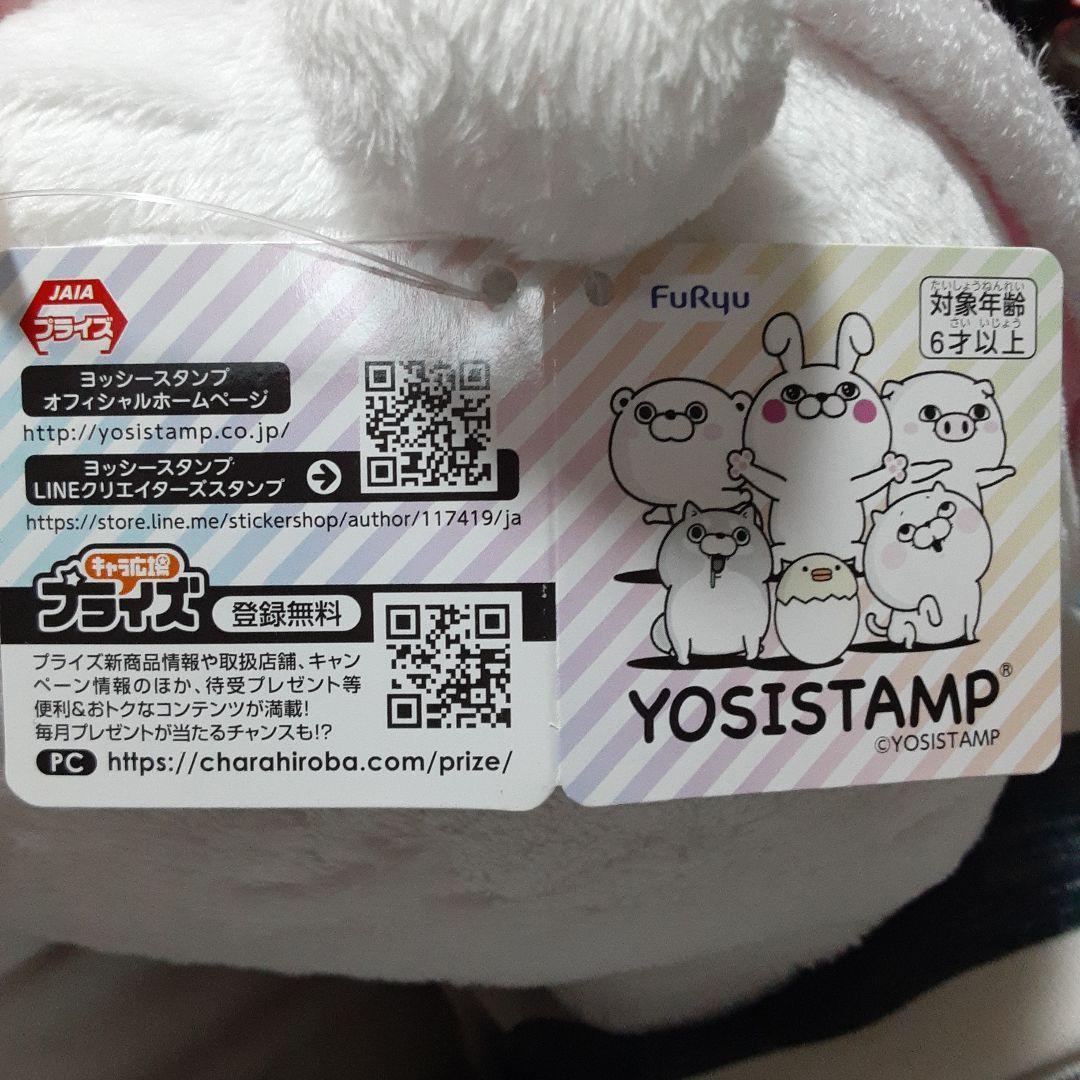 JAIA
プライズ
ヨッシースタンプ
オフィシャルホームページ
http://yosistamp.co.jp/
ヨッシースタンプ
LINEクリエイターズスタンプ
https://store.line.me/stickershop/author/117419/ja
キャラ広場
プライズ
登録無料
プライズ新商品情報や取扱店舗、キャン
ペーン情報のほか、待受プレゼント等
便利&おトクなコンテンツが満載!
毎月プレゼントが当たるチャンスも!?
PC https://charahiroba.com/prize/
FuRyu
たいしょうねんれい
対象年齢
さい いじょう
6才以上
YOSISTAMP®
©YOSISTAMP